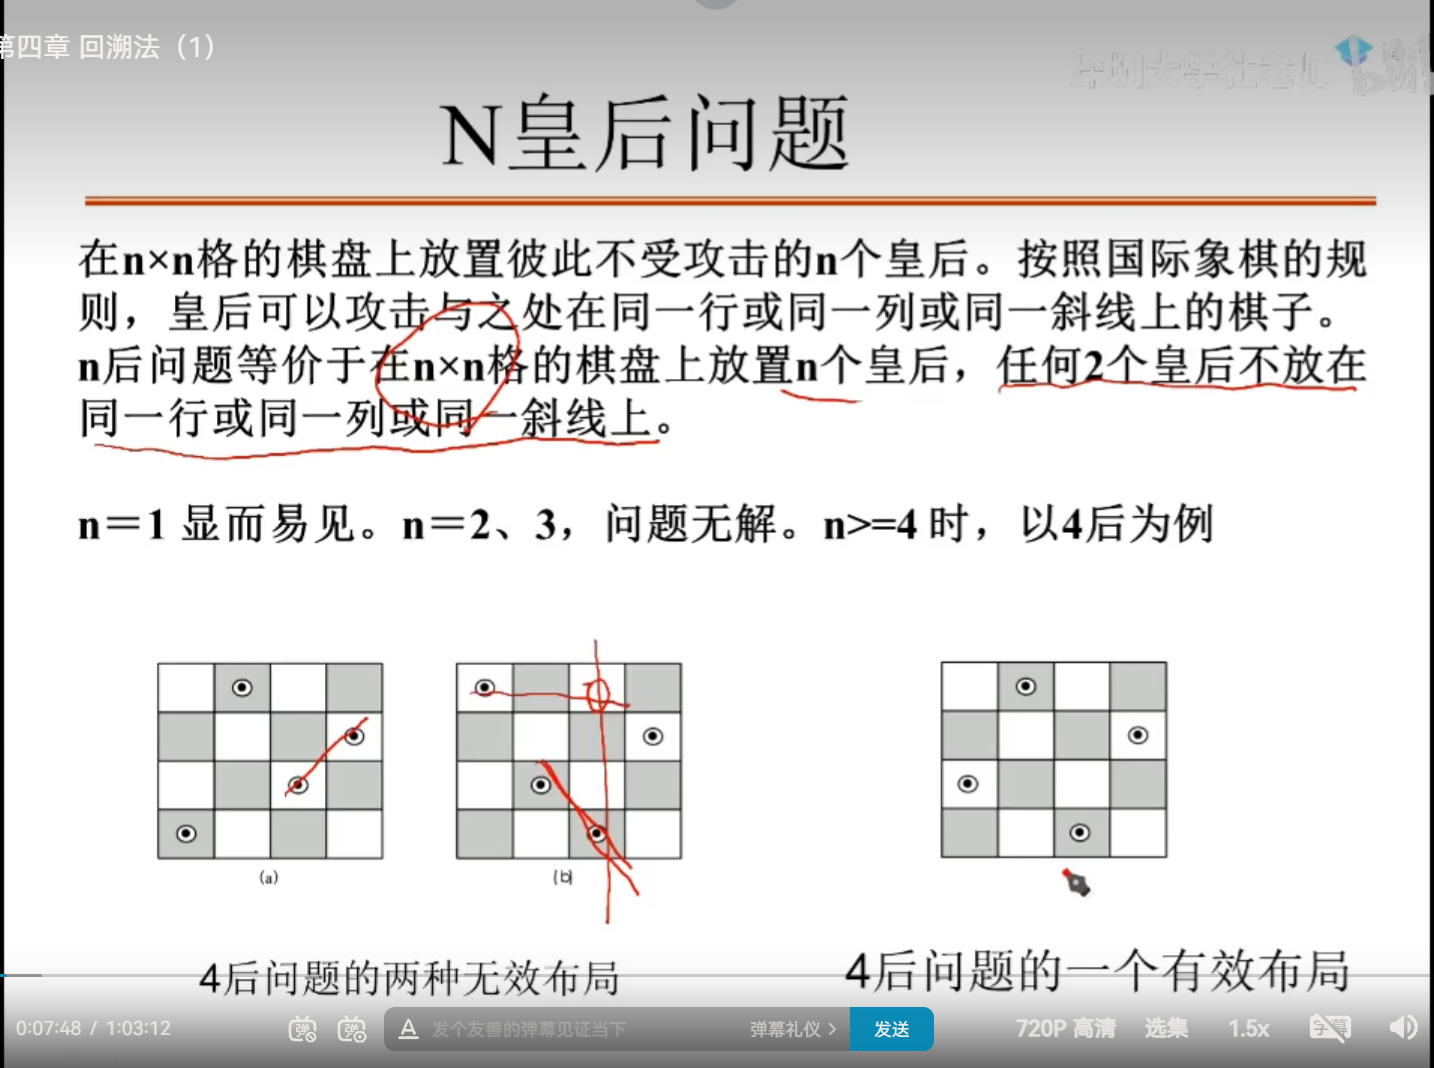 第四章 回溯法（1）
深圳大学杜老师
N皇后问题
在n×n格的棋盘上放置彼此不受攻击的n个皇后。按照国际象棋的规
则，皇后可以攻击与之处在同一行或同一列或同一斜线上的棋子。
n后问题等价于在n×n格的棋盘上放置n个皇后，任何2个皇后不放在
同一行或同一列或同一斜线上。
n＝1 显而易见。n＝2、3，问题无解。n>=4 时，以4后为例
(a)
(b)
4后问题的两种无效布局
4后问题的一个有效布局
0:07:48 / 1:03:12
弹
弹
A 发个友善的弹幕见证当下
弹幕礼仪 >
发送
720P 高清
选集
1.5x
字幕